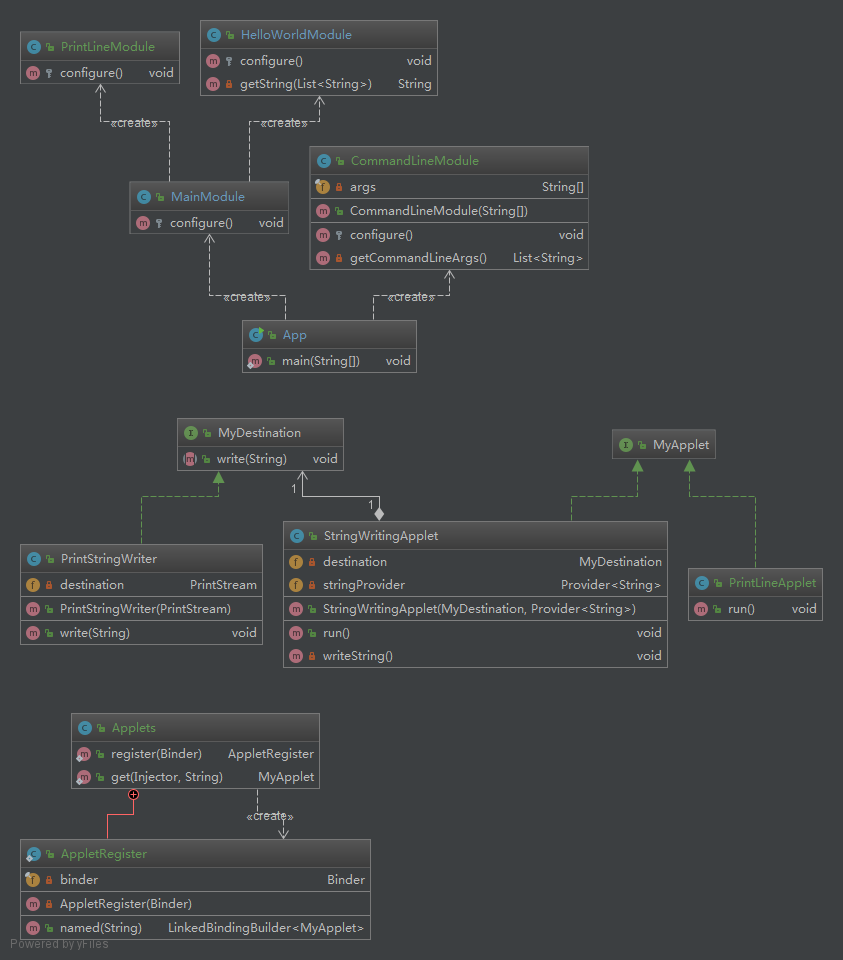 PrintLineModule
configure() void
HelloWorldModule
configure() void
getString(List<String>) String
«create»
«create»
MainModule
configure() void
CommandLineModule
args String[]
CommandLineModule(String[])
configure() void
getCommandLineArgs() List<String>
«create»
«create»
App
main(String[]) void
MyDestination
write(String) void
MyApplet
1
1
PrintStringWriter
destination PrintStream
PrintStringWriter(PrintStream)
write(String) void
StringWritingApplet
destination MyDestination
stringProvider Provider<String>
StringWritingApplet(MyDestination, Provider<String>)
run() void
writeString() void
PrintLineApplet
run() void
Applets
register(Binder) AppletRegister
get(Injector, String) MyApplet
«create»
AppletRegister
binder Binder
AppletRegister(Binder)
named(String) LinkedBindingBuilder<MyApplet>
Powered by yFiles